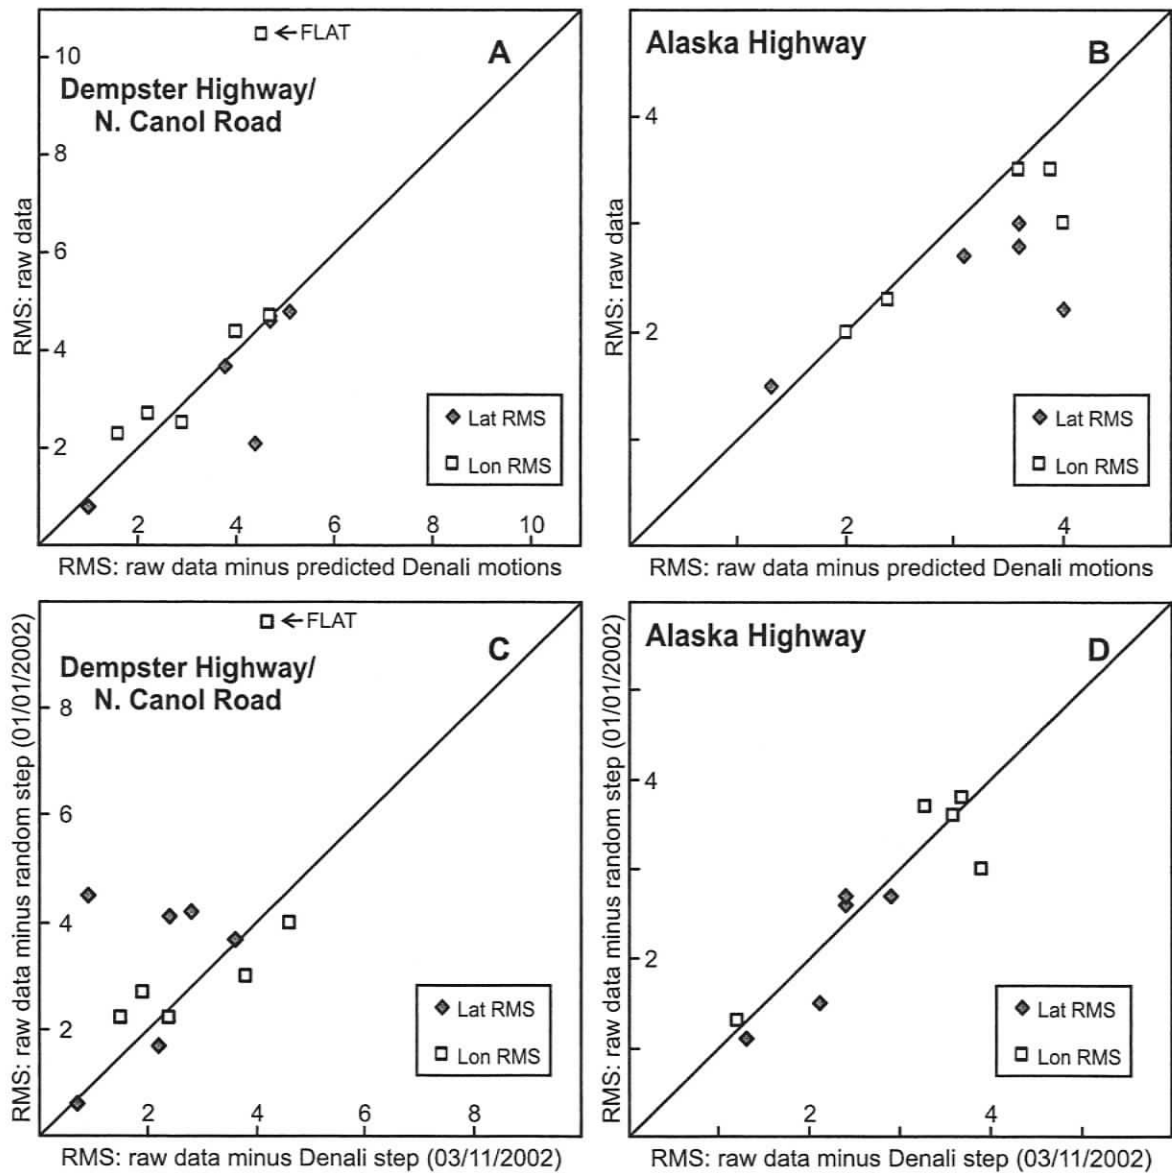 A
←FLAT
10
Dempster Highway/
N. Canol Road
8
6
4
2
RMS: raw data
Lat RMS
Lon RMS
2 4 6 8 10
RMS: raw data minus predicted Denali motions
Alaska Highway
B
4
2
RMS: raw data
Lat RMS
Lon RMS
2 4
RMS: raw data minus predicted Denali motions
←FLAT
C
Dempster Highway/
N. Canol Road
8
6
4
2
RMS: raw data minus random step (01/01/2002)
Lat RMS
Lon RMS
2 4 6 8
RMS: raw data minus Denali step (03/11/2002)
Alaska Highway
D
4
2
RMS: raw data minus random step (01/01/2002)
Lat RMS
Lon RMS
2 4
RMS: raw data minus Denali step (03/11/2002)